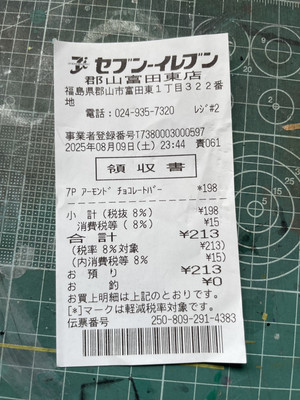 セブン-イレブン
郡山富田東店
福島県郡山市富田東1丁目322番
地
電話：024-935-7320 レジ#2
事業者登録番号T7380003000597
2025年08月09日(土) 23:44 責061
領収書
7P アーモンド チョコレートバー *198
小 計(税抜 8%) ¥198
消費税等( 8%) ¥15
合 計 ¥213
(税率 8%対象 ¥213)
(内消費税等 8% ¥15)
お 預 り ¥213
お 釣 ¥0
お買上明細は上記のとおりです。
[*]マークは軽減税率対象です。
伝票番号 250-809-291-4383